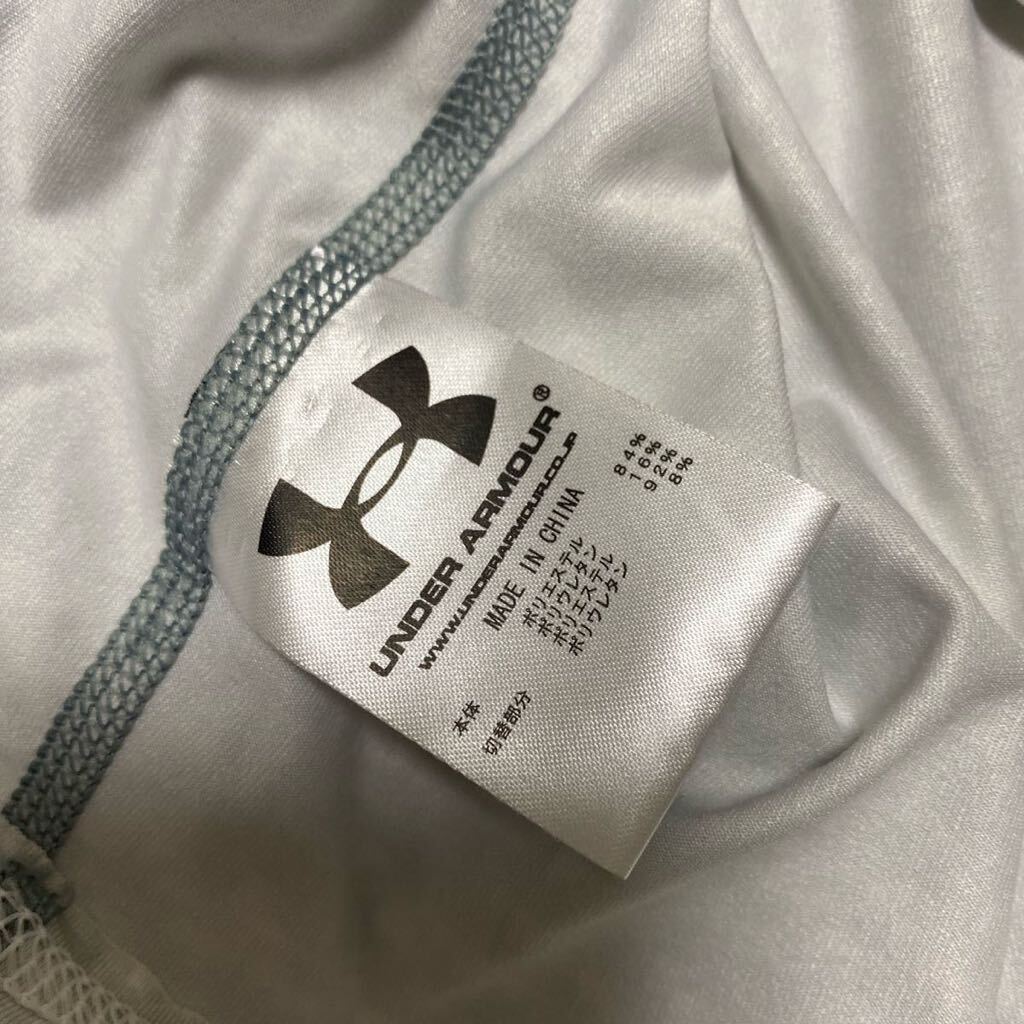 UNDER ARMOUR®
WWW.UNDERARMOUR.CO.JP
MADE IN CHINA
本体 ポリエステル 84%
ポリウレタン 16%
切替部分 ポリエステル 92%
ポリウレタン 8%